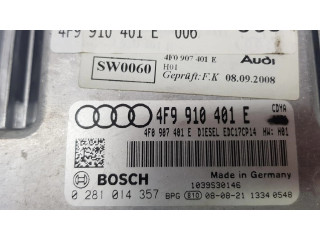 4F9 910 401 E 006
4F0 907 401 E
H01
Audi
SW0060
Geprüft: F.K 08.09.2008
4F9 910 401 E
CDYA
4F0 907 401 E DIESEL EDC17CP14 HW: H01
BOSCH
Made in Germany
1039S30146
0 281 014 357 BPG 810 08-08-21 1334 0548